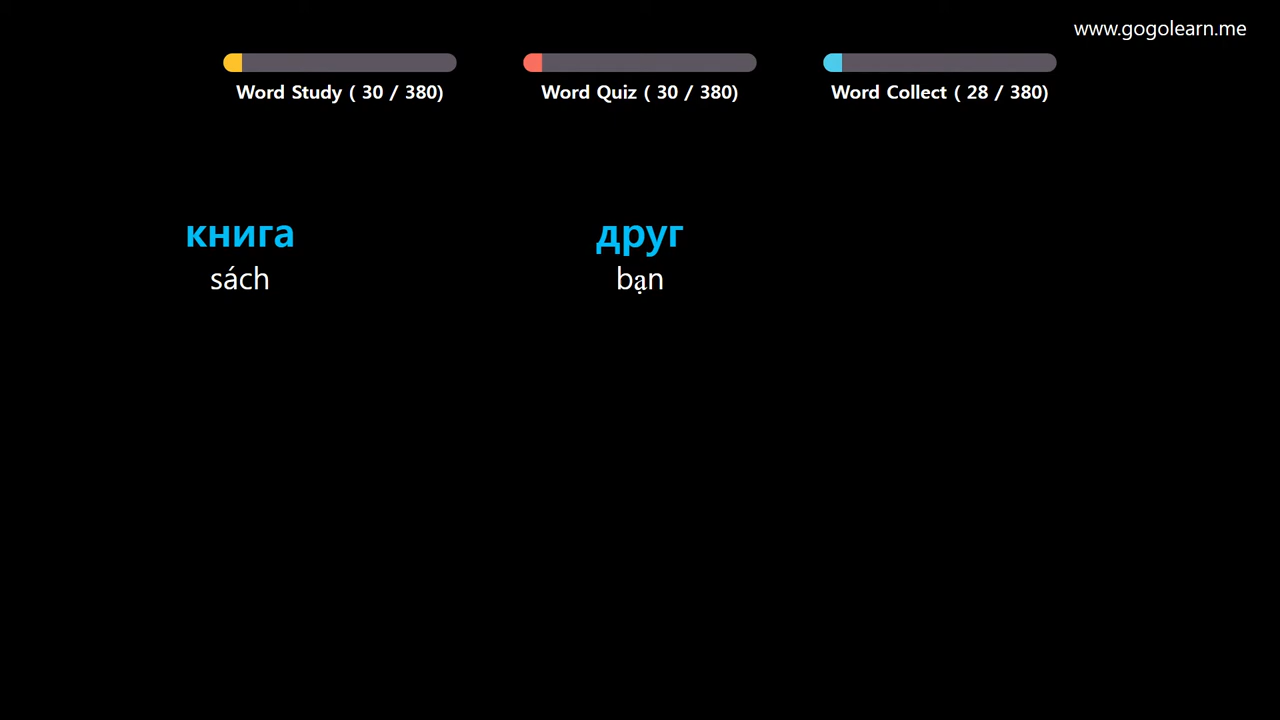 www.gogolearn.me
Word Study ( 30 / 380)
Word Quiz ( 30 / 380)
Word Collect ( 28 / 380)
книга
sách
друг
bạn